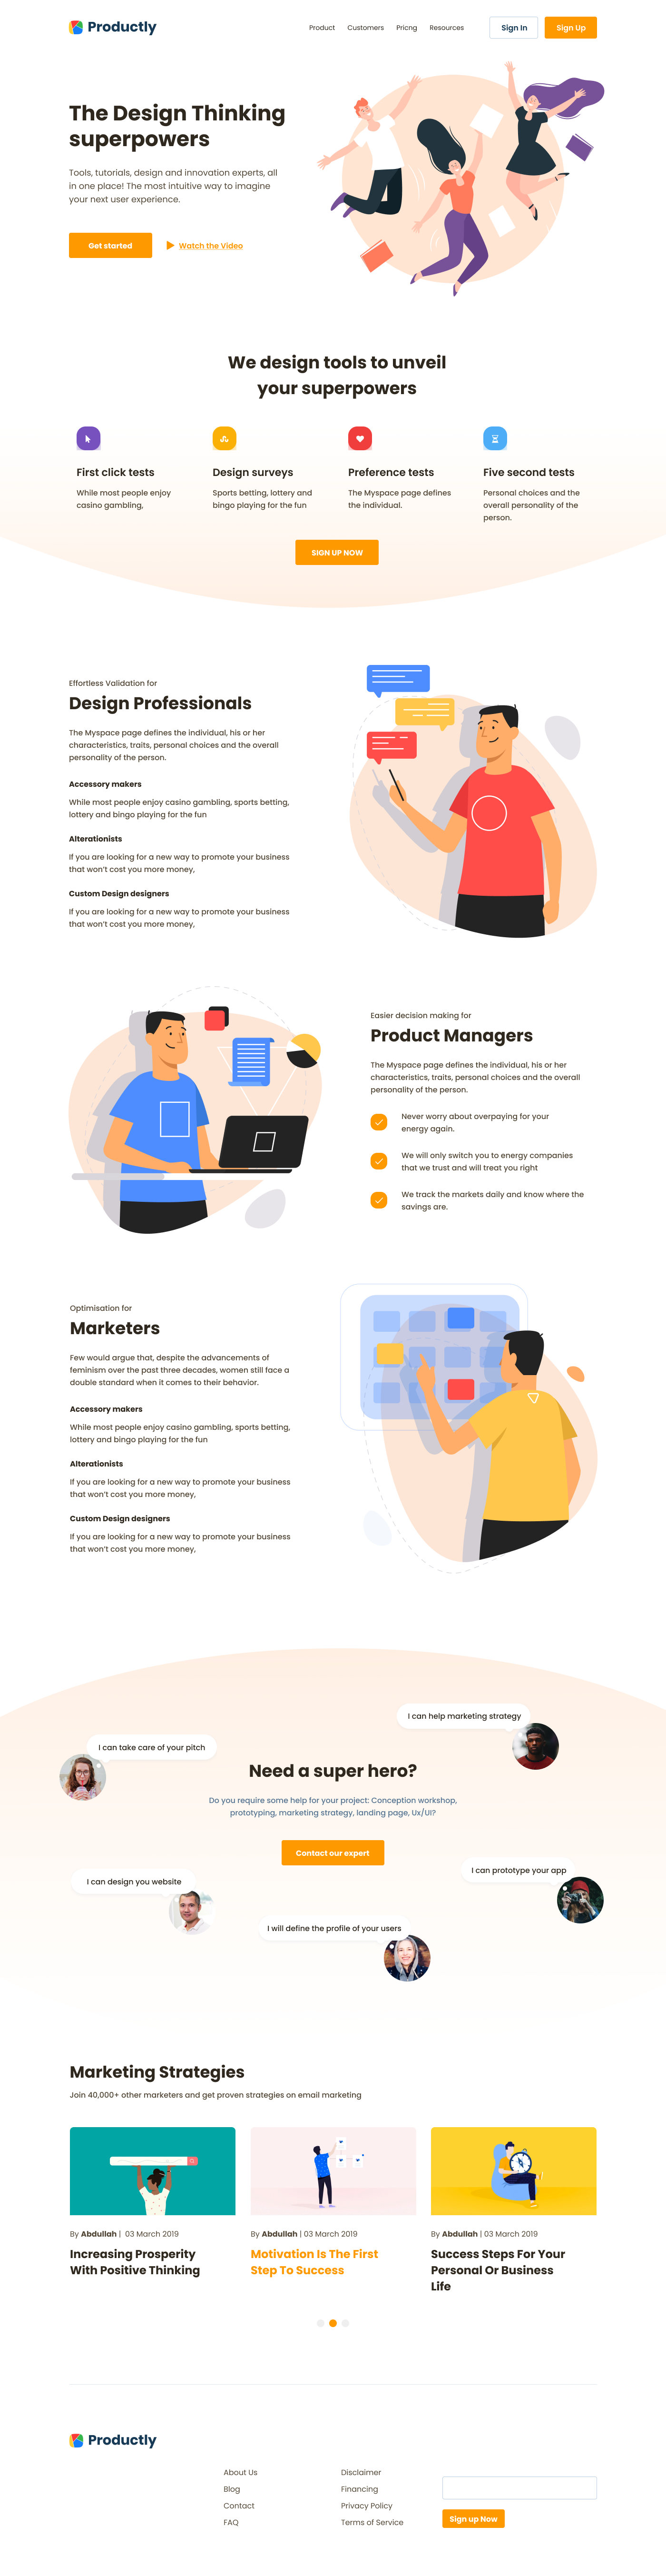 Productly
Product
Customers
Pricng
Resources
Sign In
Sign Up
The Design Thinking
superpowers
Tools, tutorials, design and innovation experts, all
in one place! The most intuitive way to imagine
your next user experience.
Get started
Watch the Video
We design tools to unveil
your superpowers
First click tests
While most people enjoy
casino gambling,
Design surveys
Sports betting, lottery and
bingo playing for the fun
Preference tests
The Myspace page defines
the individual.
Five second tests
Personal choices and the
overall personality of the
person.
SIGN UP NOW
Effortless Validation for
Design Professionals
The Myspace page defines the individual, his or her
characteristics, traits, personal choices and the overall
personality of the person.
Accessory makers
While most people enjoy casino gambling, sports betting,
lottery and bingo playing for the fun
Alterationists
If you are looking for a new way to promote your business
that won't cost you more money,
Custom Design designers
If you are looking for a new way to promote your business
that won't cost you more money,
Easier decision making for
Product Managers
The Myspace page defines the individual, his or her
characteristics, traits, personal choices and the overall
personality of the person.
Never worry about overpaying for your
energy again.
We will only switch you to energy companies
that we trust and will treat you right
We track the markets daily and know where the
savings are.
Optimisation for
Marketers
Few would argue that, despite the advancements of
feminism over the past three decades, women still face a
double standard when it comes to their behavior.
Accessory makers
While most people enjoy casino gambling, sports betting,
lottery and bingo playing for the fun
Alterationists
If you are looking for a new way to promote your business
that won't cost you more money,
Custom Design designers
If you are looking for a new way to promote your business
that won't cost you more money,
I can help marketing strategy
I can take care of your pitch
Need a super hero?
Do you require some help for your project: Conception workshop,
prototyping, marketing strategy, landing page, Ux/UI?
Contact our expert
I can prototype your app
I can design you website
I will define the profile of your users
Marketing Strategies
Join 40,000+ other marketers and get proven strategies on email marketing
By Abdullah | 03 March 2019
Increasing Prosperity
With Positive Thinking
By Abdullah | 03 March 2019
Motivation Is The First
Step To Success
By Abdullah | 03 March 2019
Success Steps For Your
Personal Or Business
Life
Productly
About Us
Blog
Contact
FAQ
Disclaimer
Financing
Privacy Policy
Terms of Service
Sign up Now